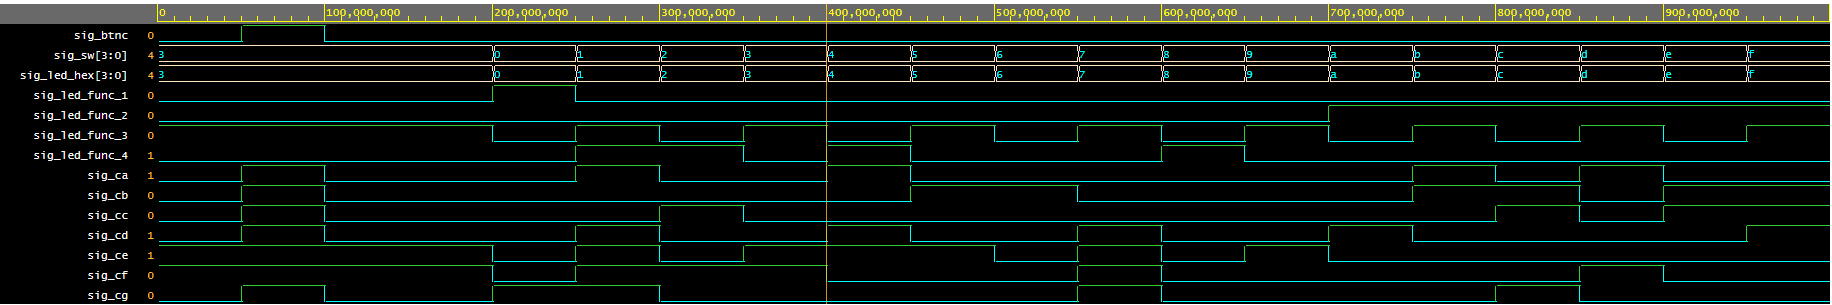 0 100,000,000 200,000,000 300,000,000 400,000,000 500,000,000 600,000,000 700,000,000 800,000,000 900,000,000
sig_btnc 0
sig_sw[3:0] 4 3 0 1 2 3 4 5 6 7 8 9 a b c d e f
sig_led_hex[3:0] 4 3 0 1 2 3 4 5 6 7 8 9 a b c d e f
sig_led_func_1 0
sig_led_func_2 0
sig_led_func_3 0
sig_led_func_4 1
sig_ca 1
sig_cb 0
sig_cc 0
sig_cd 1
sig_ce 1
sig_cf 0
sig_cg 0